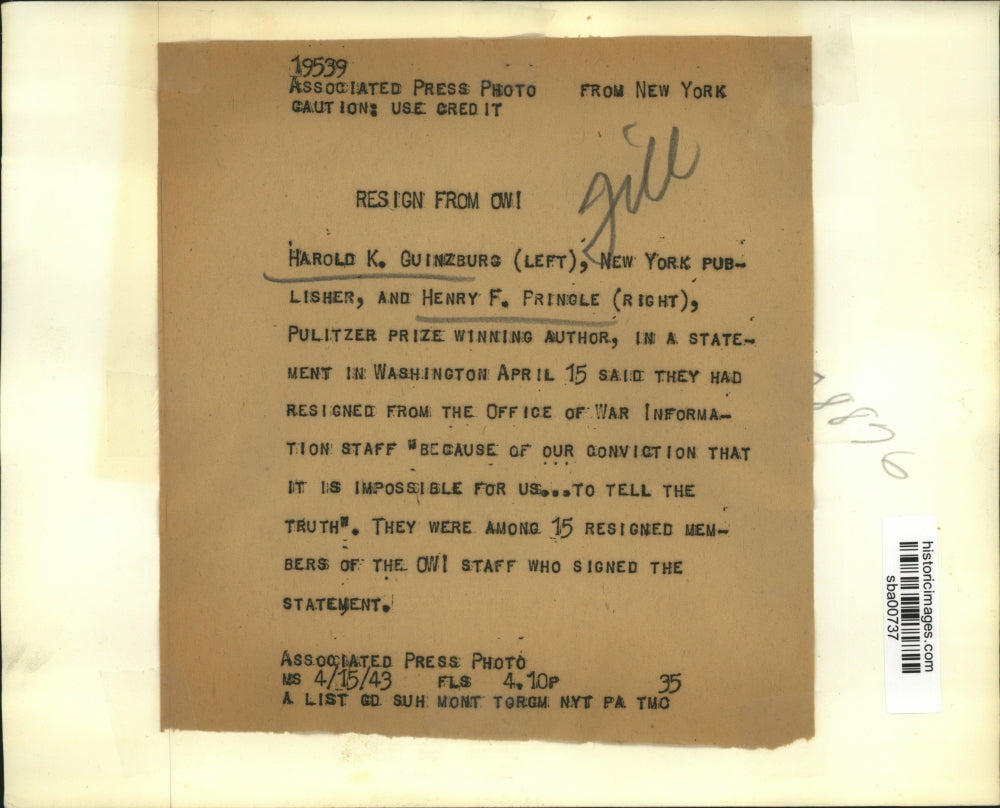 19539
ASSOCIATED PRESS PHOTO FROM NEW YORK
CAUTION: USE CREDIT
RESIGN FROM OWI
HAROLD K. GUINZBURG (LEFT), NEW YORK PUB-
LISHER, AND HENRY F. PRINGLE (RIGHT),
PULITZER PRIZE WINNING AUTHOR, IN A STATE-
MENT IN WASHINGTON APRIL 15 SAID THEY HAD
RESIGNED FROM THE OFFICE OF WAR INFORMA-
TION STAFF "BECAUSE OF OUR CONVICTION THAT
IT IS IMPOSSIBLE FOR US...TO TELL THE
TRUTH". THEY WERE AMONG 15 RESIGNED MEM-
BERS OF THE OWI STAFF WHO SIGNED THE
STATEMENT.
ASSOCIATED PRESS PHOTO
MS 4/15/43 FLS 4.10P 35
A LIST GD SUH MONT TGRGM NYT PA TMC
historicimages.com
sba00737